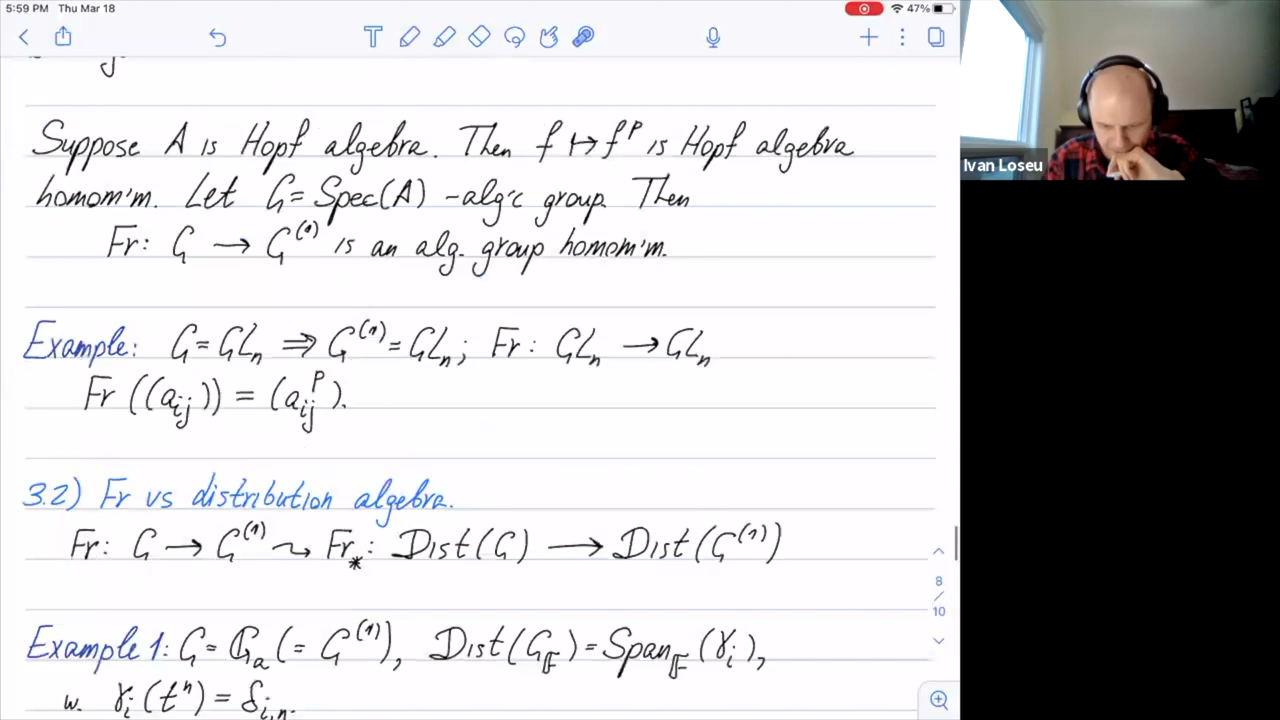 5:59 PM Thu Mar 18
47%
Suppose A is Hopf algebra. Then f ↦ f^p is Hopf algebra
homom'm. Let G = Spec(A) - alg'c group. Then
Fr: G → G^(1) is an alg. group homom'm.
Ivan Loseu
Example: G = GL_n ⇒ G^(1) = GL_n; Fr: GL_n → GL_n
Fr((a_ij)) = (a_ij^p).
3.2) Fr vs distribution algebra.
Fr: G → G^(1) ⤳ Fr_*: Dist(G) → Dist(G^(1))
8
/
10
Example 1: G = 𝔾_a (= G^(1)), Dist(G_𝔽) = Span_𝔽(γ_i),
w. γ_i(t^n) = δ_i,n.